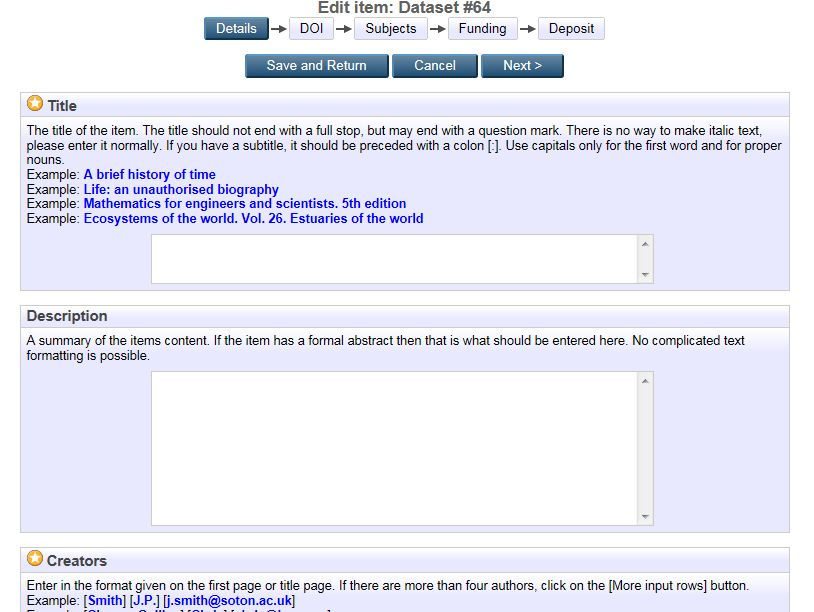 Edit item: Dataset #64
Details DOI Subjects Funding Deposit
Save and Return Cancel Next >
Title
The title of the item. The title should not end with a full stop, but may end with a question mark. There is no way to make italic text,
please enter it normally. If you have a subtitle, it should be preceded with a colon [:]. Use capitals only for the first word and for proper
nouns.
Example: A brief history of time
Example: Life: an unauthorised biography
Example: Mathematics for engineers and scientists. 5th edition
Example: Ecosystems of the world. Vol. 26. Estuaries of the world
Description
A summary of the items content. If the item has a formal abstract then that is what should be entered here. No complicated text
formatting is possible.
Creators
Enter in the format given on the first page or title page. If there are more than four authors, click on the [More input rows] button.
Example: [Smith] [J.P.] [j.smith@soton.ac.uk]